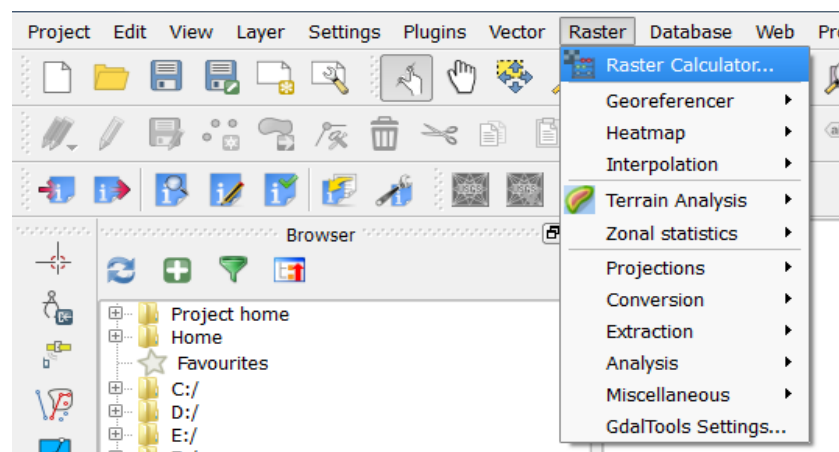 Project Edit View Layer Settings Plugins Vector Raster Database Web
Raster Calculator...
Georeferencer
Heatmap
Interpolation
Terrain Analysis
Zonal statistics
Projections
Conversion
Extraction
Analysis
Miscellaneous
GdalTools Settings...
Browser
Project home
Home
Favourites
C:/
D:/
E:/